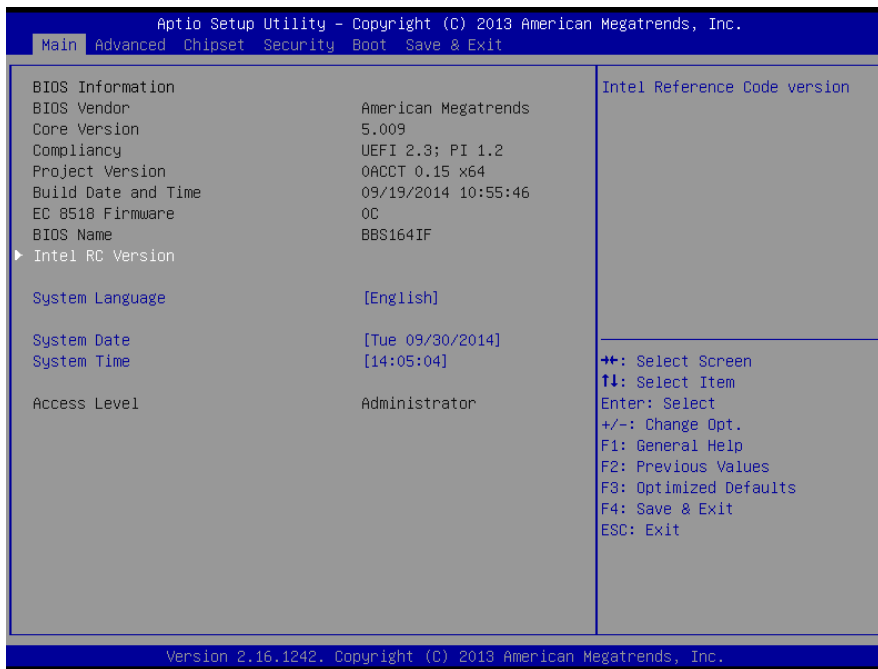 Aptio Setup Utility – Copyright (C) 2013 American Megatrends, Inc.
Main Advanced Chipset Security Boot Save & Exit
BIOS Information
BIOS Vendor American Megatrends
Core Version 5.009
Compliancy UEFI 2.3; PI 1.2
Project Version 0ACCT 0.15 x64
Build Date and Time 09/19/2014 10:55:46
EC 8518 Firmware 0C
BIOS Name BBS164IF
Intel RC Version
System Language [English]
System Date [Tue 09/30/2014]
System Time [14:05:04]
Access Level Administrator
Intel Reference Code version
→←: Select Screen
↑↓: Select Item
Enter: Select
+/-: Change Opt.
F1: General Help
F2: Previous Values
F3: Optimized Defaults
F4: Save & Exit
ESC: Exit
Version 2.16.1242. Copyright (C) 2013 American Megatrends, Inc.